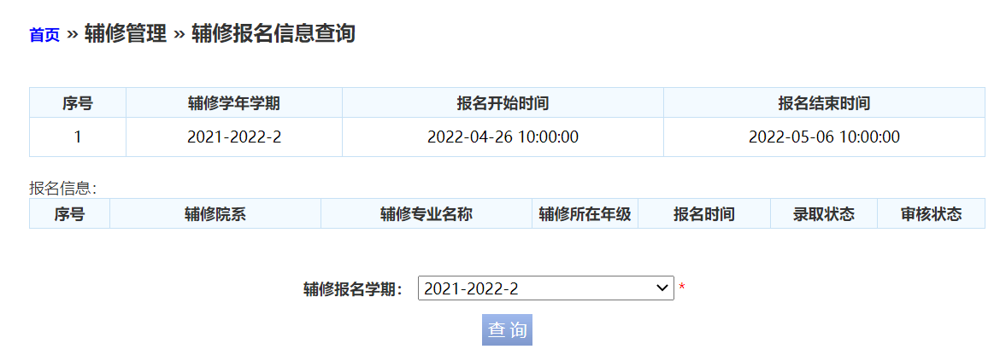 首页 » 辅修管理 » 辅修报名信息查询
序号 辅修学年学期 报名开始时间 报名结束时间
1 2021-2022-2 2022-04-26 10:00:00 2022-05-06 10:00:00
报名信息：
序号 辅修院系 辅修专业名称 辅修所在年级 报名时间 录取状态 审核状态
辅修报名学期： 2021-2022-2 *
查 询